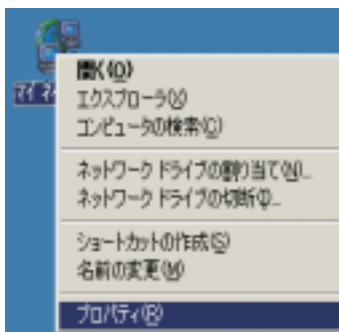 マイ ネ
開く(O)
エクスプローラ(X)
コンピュータの検索(C)
ネットワーク ドライブの割り当て(N)...
ネットワーク ドライブの切断(I)...
ショートカットの作成(S)
名前の変更(M)
プロパティ(R)